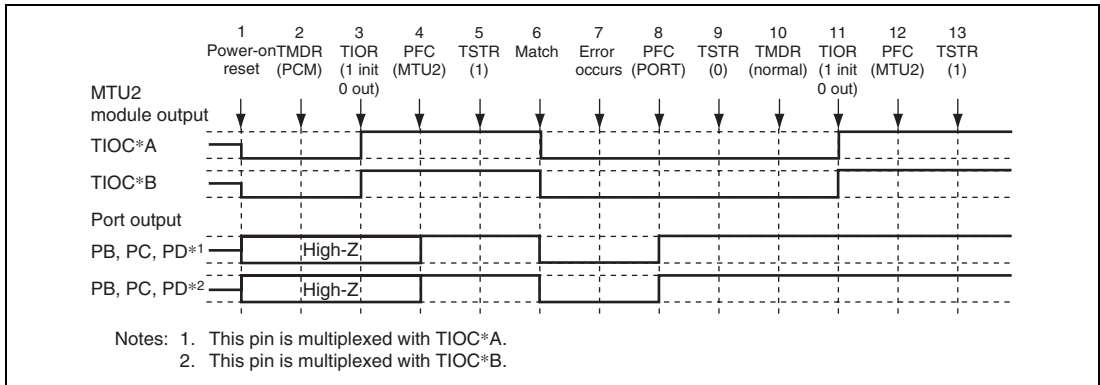 1 2 3 4 5 6 7 8 9 10 11 12 13
Power-on TMDR TIOR PFC TSTR Match Error PFC TSTR TMDR TIOR PFC TSTR
reset (PCM) (1 init (MTU2) (1) occurs (PORT) (0) (normal) (1 init (MTU2) (1)
0 out) 0 out)
MTU2
module output
TIOC*A
TIOC*B
Port output
PB, PC, PD*1 High-Z
PB, PC, PD*2 High-Z
Notes: 1. This pin is multiplexed with TIOC*A.
2. This pin is multiplexed with TIOC*B.